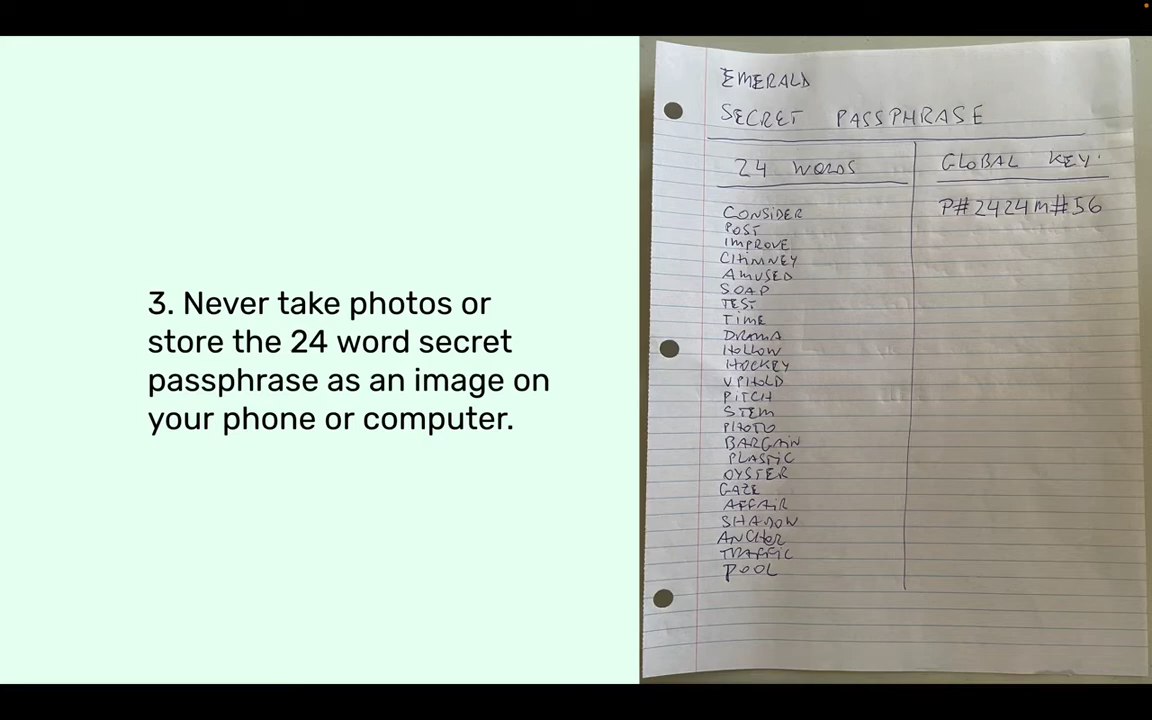 3. Never take photos or
store the 24 word secret
passphrase as an image on
your phone or computer.
EMERALD
SECRET PASSPHRASE
24 WORDS
CONSIDER
POST
IMPROVE
CHIMNEY
AMUSED
SOAP
TEST
TIME
DRAMA
HOLLOW
HOCKEY
UPHOLD
PITCH
STEM
PHOTO
BARGAIN
PLASTIC
OYSTER
GAZE
AFFAIR
SHADOW
ANCHOR
TRAFFIC
POOL
GLOBAL KEY:
P#2424M#56